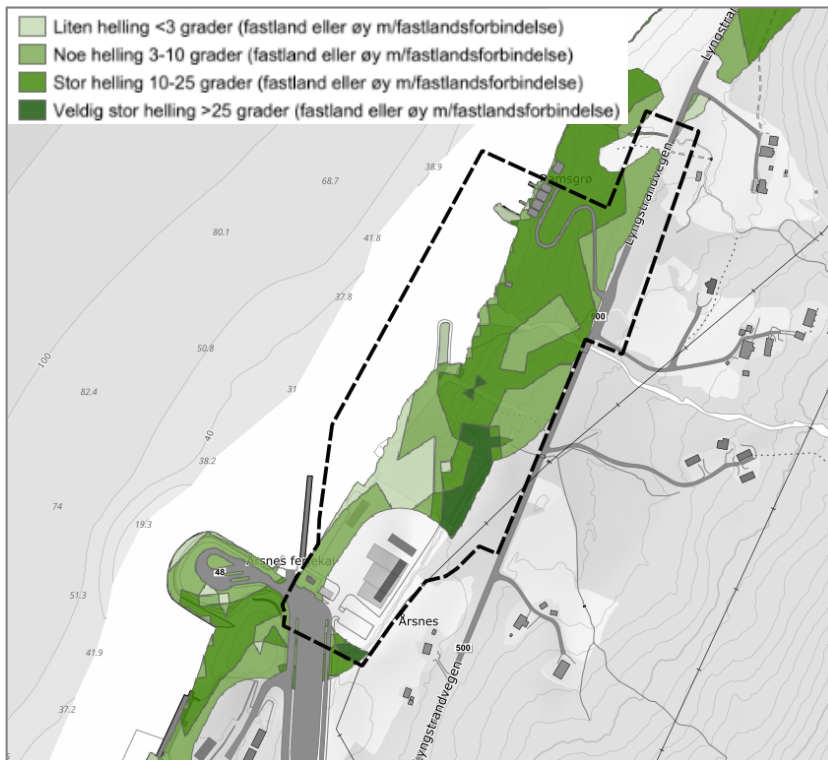 Liten helling <3 grader (fastland eller øy m/fastlandsforbindelse)
Noe helling 3-10 grader (fastland eller øy m/fastlandsforbindelse)
Stor helling 10-25 grader (fastland eller øy m/fastlandsforbindelse)
Veldig stor helling >25 grader (fastland eller øy m/fastlandsforbindelse)
38.9
68.7
Lyngstrandvegen
80.1
41.8
37.8
500
50.8
100
31
82.4
40
38.2
74
19.3
Årsnes ferjekai
48
51.3
Årsnes
500
41.9
Lyngstrandvegen
37.2